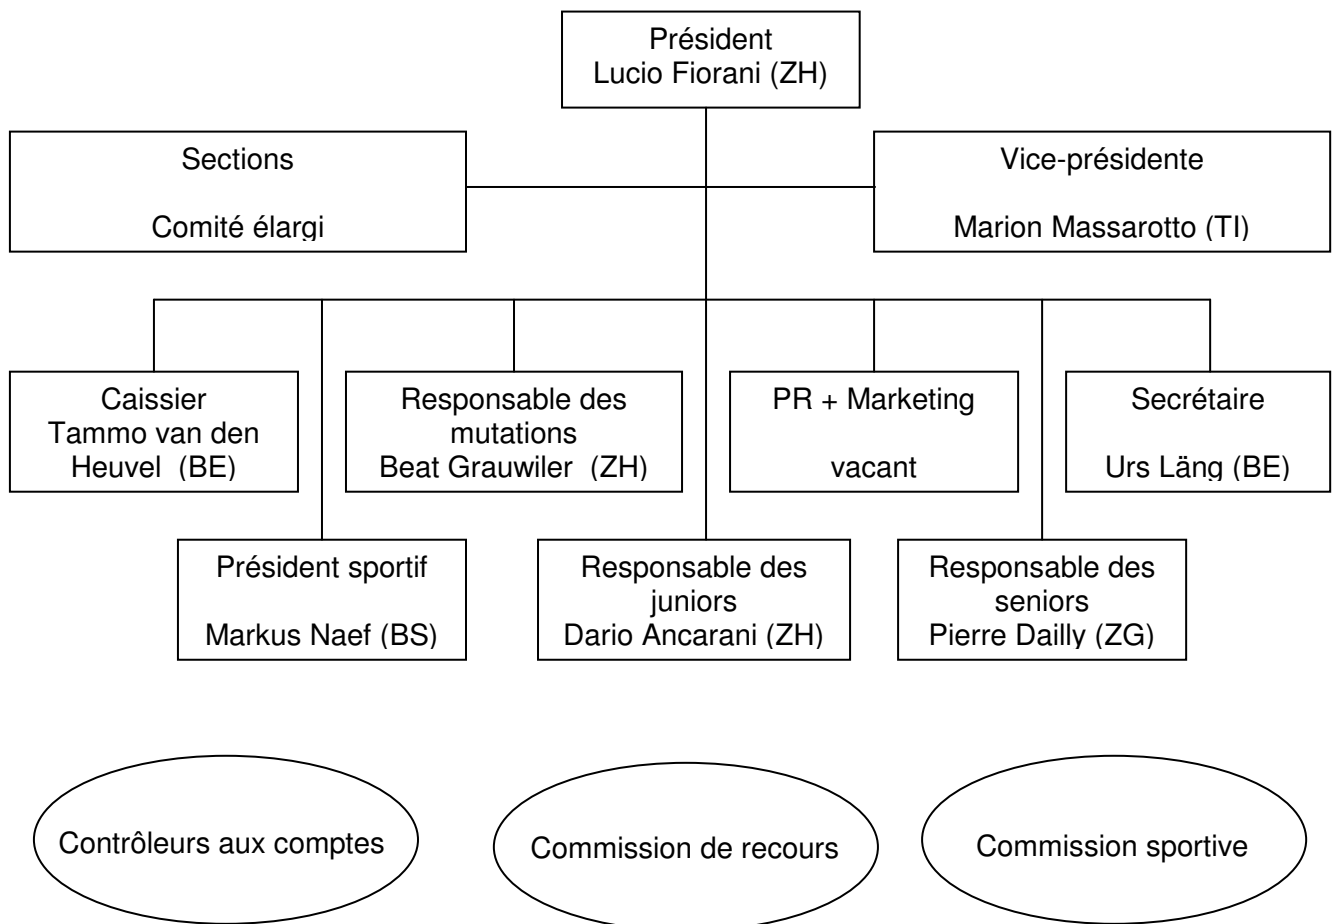 Président
Lucio Fiorani (ZH)
Sections
Comité élargi
Vice-présidente
Marion Massarotto (TI)
Caissier
Tammo van den
Heuvel (BE)
Responsable des
mutations
Beat Grauwiler (ZH)
PR + Marketing
vacant
Secrétaire
Urs Läng (BE)
Président sportif
Markus Naef (BS)
Responsable des
juniors
Dario Ancarani (ZH)
Responsable des
seniors
Pierre Dailly (ZG)
Contrôleurs aux comptes
Commission de recours
Commission sportive